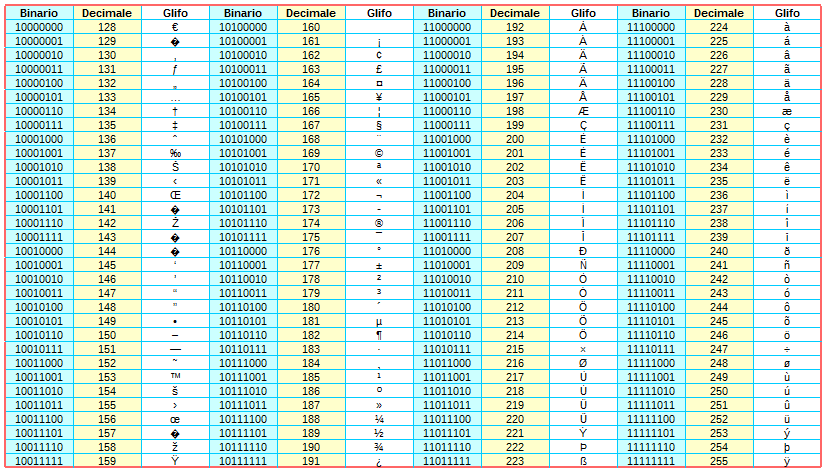 Binario Decimale Glifo Binario Decimale Glifo Binario Decimale Glifo Binario Decimale Glifo
10000000 128 € 10100000 160 11000000 192 À 11100000 224 à
10000001 129 � 10100001 161 ¡ 11000001 193 Á 11100001 225 á
10000010 130 ‚ 10100010 162 ¢ 11000010 194 Â 11100010 226 â
10000011 131 ƒ 10100011 163 £ 11000011 195 Ã 11100011 227 ã
10000100 132 „ 10100100 164 ¤ 11000100 196 Ä 11100100 228 ä
10000101 133 … 10100101 165 ¥ 11000101 197 Å 11100101 229 å
10000110 134 † 10100110 166 ¦ 11000110 198 Æ 11100110 230 æ
10000111 135 ‡ 10100111 167 § 11000111 199 Ç 11100111 231 ç
10001000 136 ˆ 10101000 168 ¨ 11001000 200 È 11101000 232 è
10001001 137 ‰ 10101001 169 © 11001001 201 É 11101001 233 é
10001010 138 Š 10101010 170 ª 11001010 202 Ê 11101010 234 ê
10001011 139 ‹ 10101011 171 « 11001011 203 Ë 11101011 235 ë
10001100 140 Œ 10101100 172 ¬ 11001100 204 Ì 11101100 236 ì
10001101 141 � 10101101 173 - 11001101 205 Í 11101101 237 í
10001110 142 Ž 10101110 174 ® 11001110 206 Î 11101110 238 î
10001111 143 � 10101111 175 ¯ 11001111 207 Ï 11101111 239 ï
10010000 144 � 10110000 176 ° 11010000 208 Ð 11110000 240 ð
10010001 145 ‘ 10110001 177 ± 11010001 209 Ñ 11110001 241 ñ
10010010 146 ’ 10110010 178 ² 11010010 210 Ò 11110010 242 ò
10010011 147 “ 10110011 179 ³ 11010011 211 Ó 11110011 243 ó
10010100 148 ” 10110100 180 ´ 11010100 212 Ô 11110100 244 ô
10010101 149 • 10110101 181 µ 11010101 213 Õ 11110101 245 õ
10010110 150 – 10110110 182 ¶ 11010110 214 Ö 11110110 246 ö
10010111 151 — 10110111 183 · 11010111 215 × 11110111 247 ÷
10011000 152 ˜ 10111000 184 ¸ 11011000 216 Ø 11111000 248 ø
10011001 153 ™ 10111001 185 ¹ 11011001 217 Ù 11111001 249 ù
10011010 154 š 10111010 186 º 11011010 218 Ú 11111010 250 ú
10011011 155 › 10111011 187 » 11011011 219 Û 11111011 251 û
10011100 156 œ 10111100 188 ¼ 11011100 220 Ü 11111100 252 ü
10011101 157 � 10111101 189 ½ 11011101 221 Ý 11111101 253 ý
10011110 158 ž 10111110 190 ¾ 11011110 222 Þ 11111110 254 þ
10011111 159 Ÿ 10111111 191 ¿ 11011111 223 ß 11111111 255 ÿ